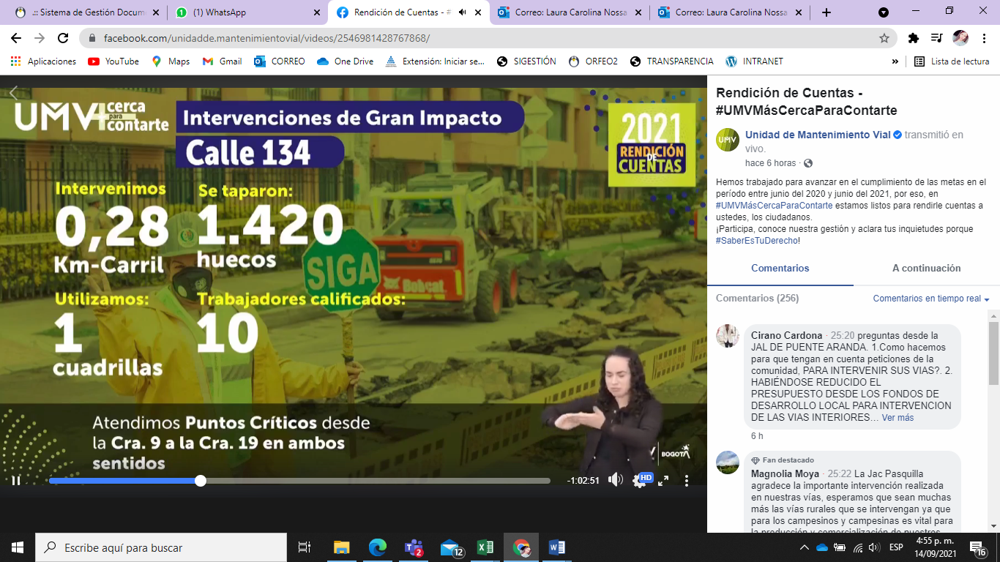 .:: Sistema de Gestión Docum
(1) WhatsApp
Rendición de Cuentas - #
Correo: Laura Carolina Nossa
Correo: Laura Carolina Nossa
facebook.com/unidadde.mantenimientovial/videos/2546981428767868/
Aplicaciones
YouTube
Maps
Gmail
CORREO
One Drive
Extensión: Iniciar se...
SIGESTIÓN
ORFEO2
TRANSPARENCIA
INTRANET
»
Lista de lectura
UMV+ cerca para contarte
Intervenciones de Gran Impacto
Calle 134
2021
RENDICIÓN
DE
CUENTAS
Intervenimos
0,28
Km-Carril
Se taparon:
1.420
huecos
SIGA
Bobcat
Utilizamos:
1
cuadrillas
Trabajadores calificados:
10
Atendimos Puntos Críticos desde
la Cra. 9 a la Cra. 19 en ambos
sentidos
BOGOTÁ
-1:02:51
HD
Rendición de Cuentas -
#UMVMásCercaParaContarte
UMV
Unidad de Mantenimiento Vial transmitió en
vivo.
hace 6 horas ·
Hemos trabajado para avanzar en el cumplimiento de las metas en el
período entre junio del 2020 y junio del 2021, por eso, en
#UMVMásCercaParaContarte estamos listos para rendirle cuentas a
ustedes, los ciudadanos.
¡Participa, conoce nuestra gestión y aclara tus inquietudes porque
#SaberEsTuDerecho!
Comentarios
A continuación
Comentarios (256)
Comentarios en tiempo real
Cirano Cardona · 25:20 preguntas desde la
JAL DE PUENTE ARANDA. 1.Como hacemos
para que tengan en cuenta peticiones de la
comunidad, PARA INTERVENIR SUS VIAS?. 2.
HABIÉNDOSE REDUCIDO EL
PRESUPUESTO DESDE LOS FONDOS DE
DESARROLLO LOCAL PARA INTERVENCION
DE LAS VIAS INTERIORES… Ver más
6 h
Fan destacado
Magnolia Moya · 25:22 La Jac Pasquilla
agradece la importante intervención realizada
en nuestras vías, esperamos que sean muchas
más las vías rurales que se intervengan ya que
para los campesinos y campesinas es vital para
la producción y comercialización de nuestros
Escribe aquí para buscar
2
12
ESP
4:55 p. m.
14/09/2021
16